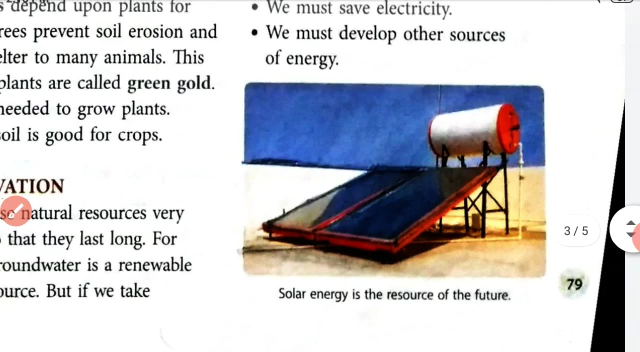 depend upon plants for
rees prevent soil erosion and
elter to many animals. This
plants are called green gold.
needed to grow plants.
soil is good for crops.
VATION
natural resources very
that they last long. For
roundwater is a renewable
ource. But if we take
• We must save electricity.
• We must develop other sources
of energy.
Solar energy is the resource of the future.
79
3 / 5